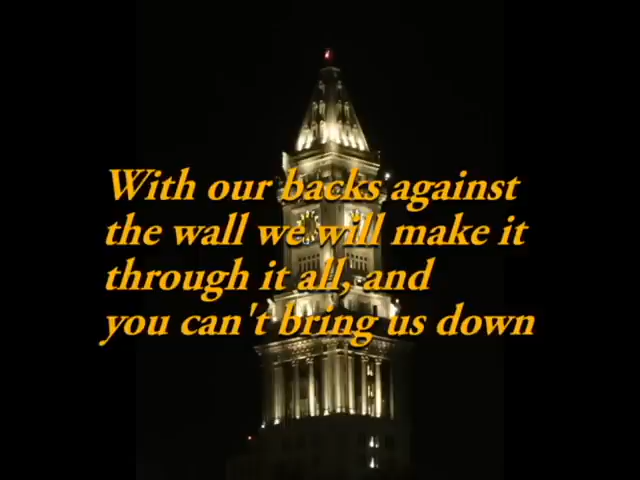 With our backs against
the wall we will make it
through it all, and
you can't bring us down